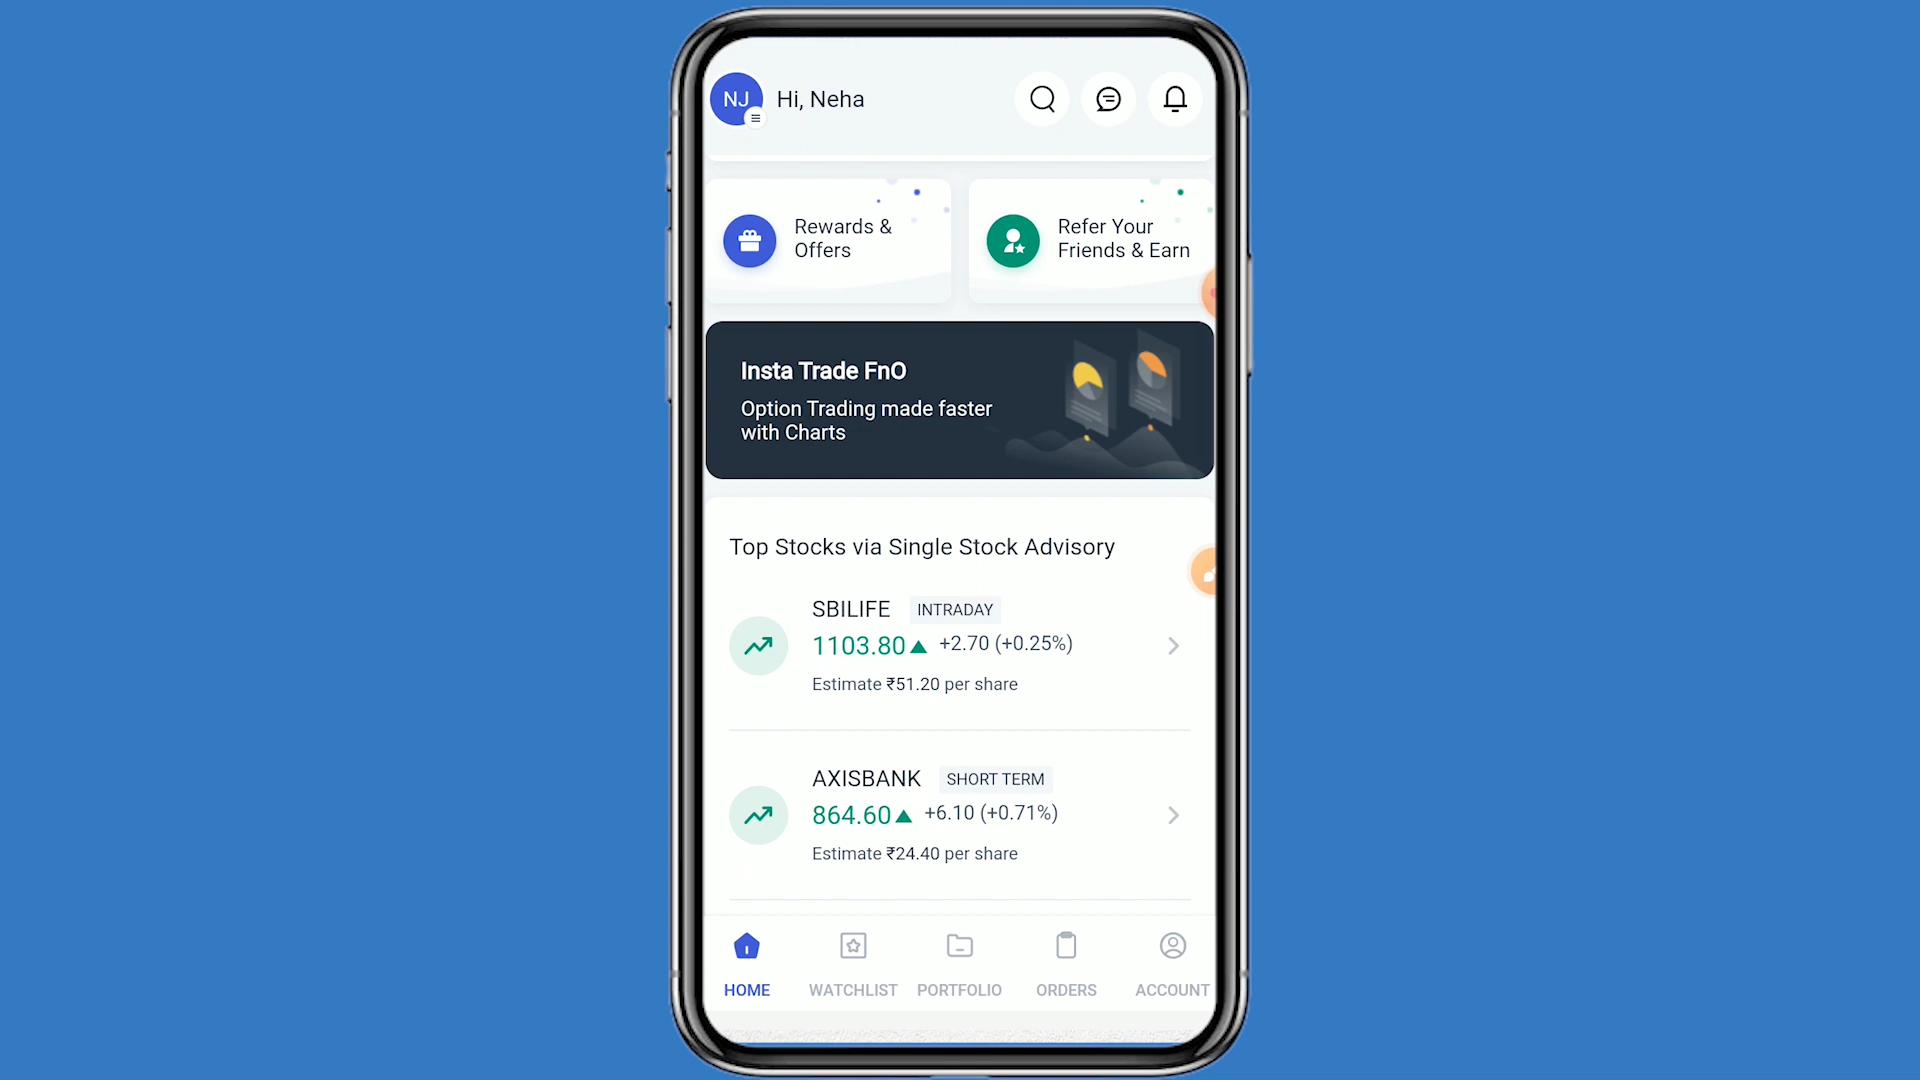 NJ
Hi, Neha
Rewards &
Offers
Refer Your
Friends & Earn
Insta Trade FnO
Option Trading made faster
with Charts
Top Stocks via Single Stock Advisory
SBILIFE INTRADAY
1103.80 +2.70 (+0.25%)
Estimate ₹51.20 per share
AXISBANK SHORT TERM
864.60 +6.10 (+0.71%)
Estimate ₹24.40 per share
HOME WATCHLIST PORTFOLIO ORDERS ACCOUNT